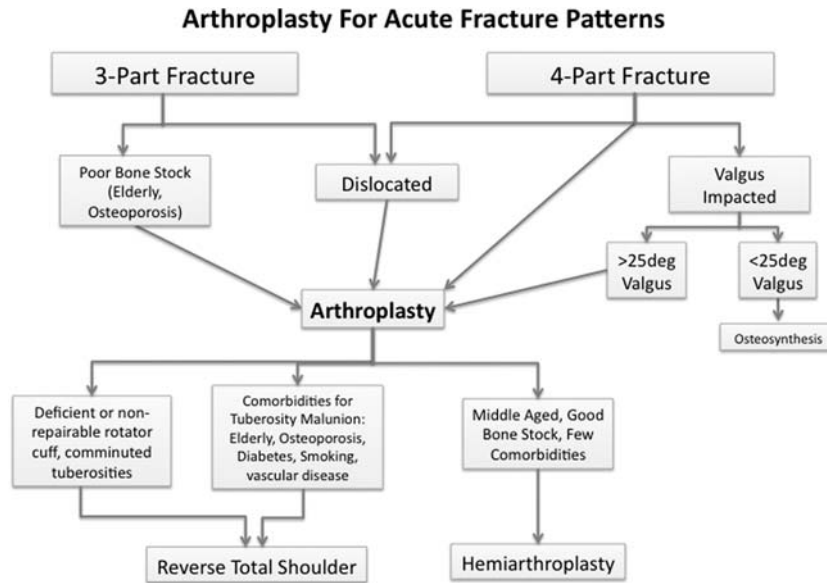 Arthroplasty For Acute Fracture Patterns
3-Part Fracture
4-Part Fracture
Poor Bone Stock
(Elderly,
Osteoporosis)
Dislocated
Valgus
Impacted
>25deg
Valgus
<25deg
Valgus
Arthroplasty
Osteosynthesis
Deficient or non-
repairable rotator
cuff, comminuted
tuberosities
Comorbidities for
Tuberosity Malunion:
Elderly, Osteoporosis,
Diabetes, Smoking,
vascular disease
Middle Aged, Good
Bone Stock, Few
Comorbidities
Reverse Total Shoulder
Hemiarthroplasty